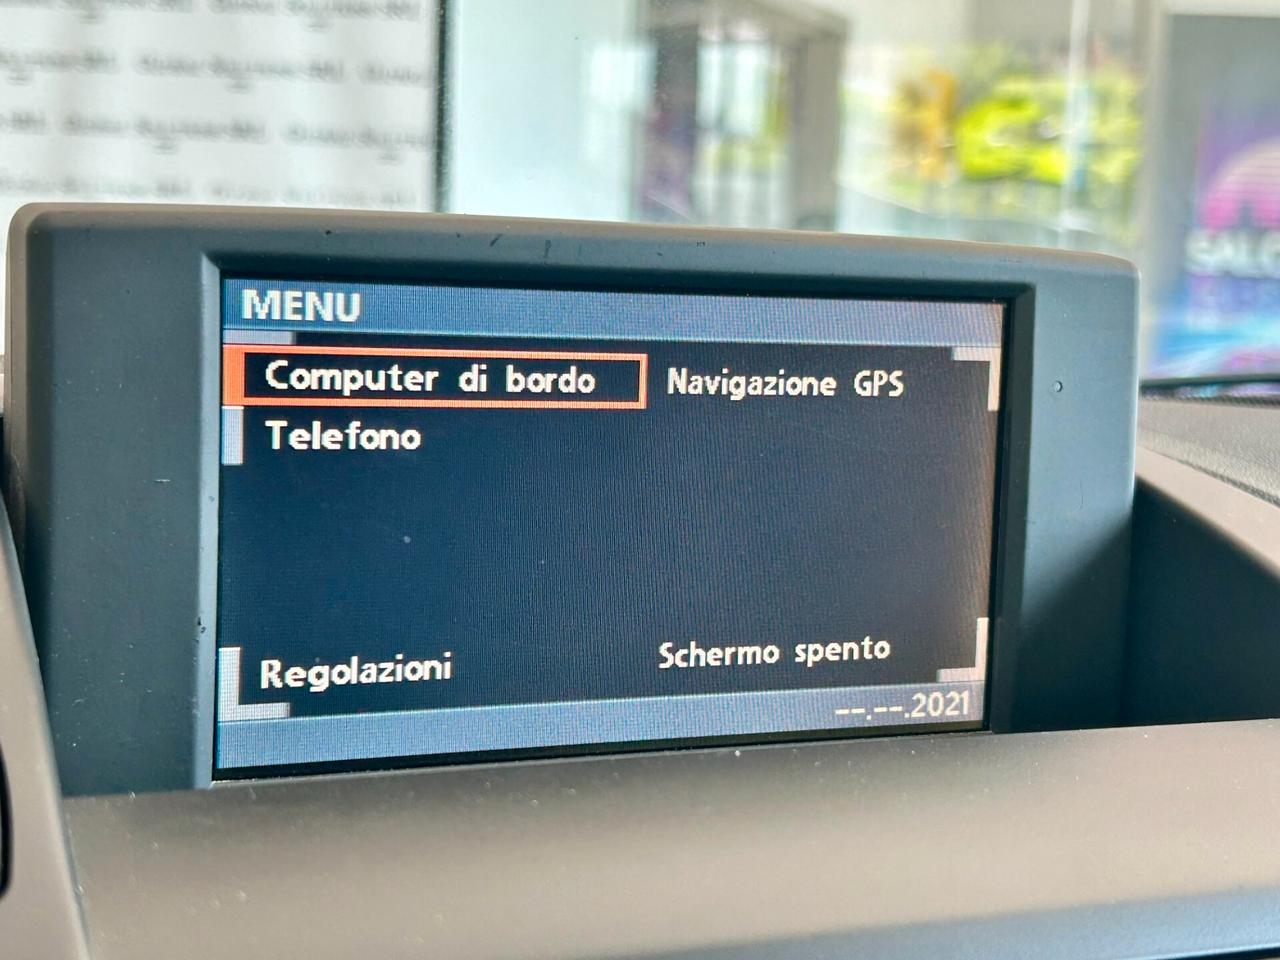 MENU
Computer di bordo
Navigazione GPS
Telefono
Regolazioni
Schermo spento
--.--.2021